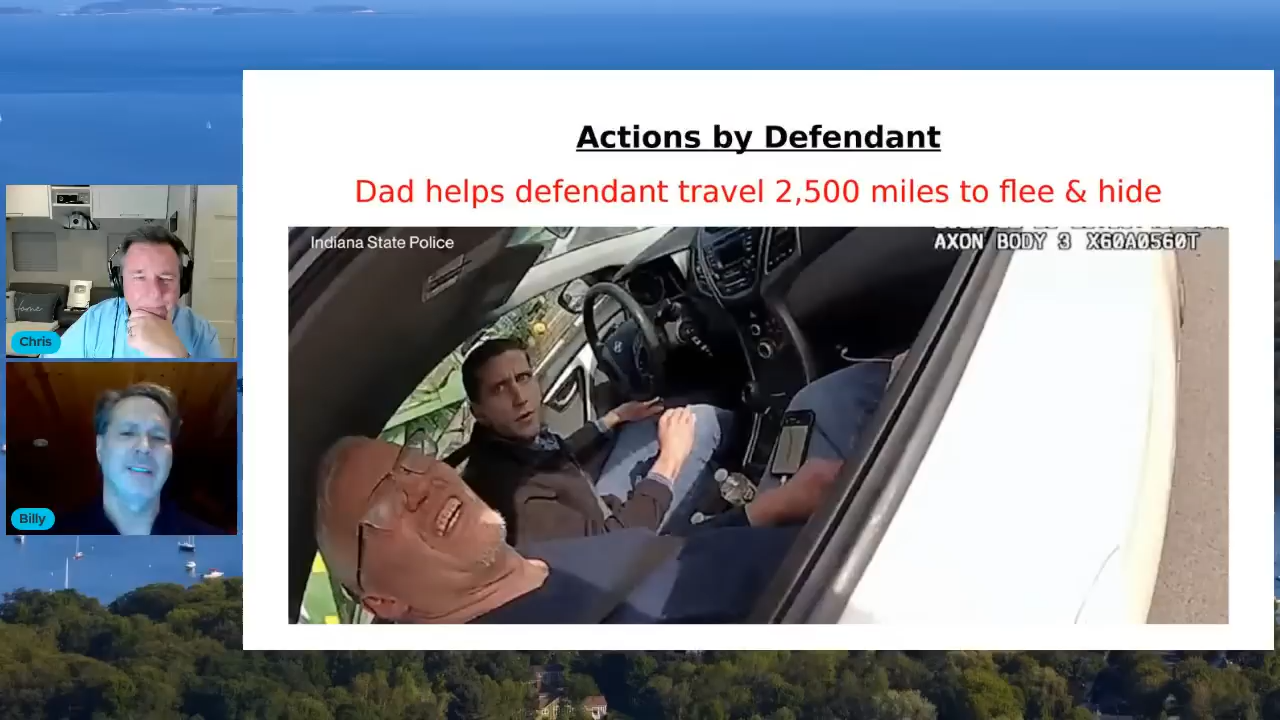 Actions by Defendant
Dad helps defendant travel 2,500 miles to flee & hide
Indiana State Police
AXON BODY 3 X60A0560T
Home
Chris
Billy